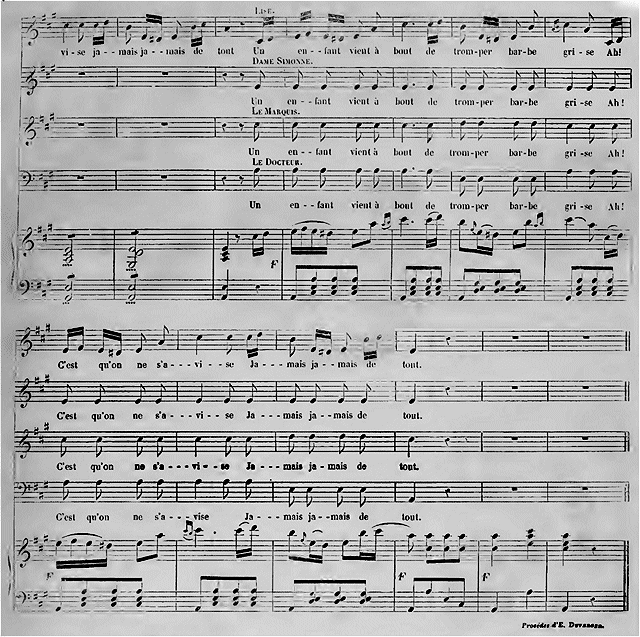 LISE.
vi - se ja - mais ja - - mais de tout Un en - - fant vient à bout de trom - per bar - be gri - se Ah!
DAME SIMONNE.
Un en - - fant vient à bout de trom - per bar - be gri - se Ah!
LE MARQUIS.
Un en - - fant vient à bout de trom - per bar - be gri - se Ah!
LE DOCTEUR.
Un en - - fant vient à bout de trom - per bar - be gri - se Ah!
F
C'est qu'on ne s'a - - - vi - - se Ja - - - mais ja - - mais de tout.
C'est qu'on ne s'a - - - vi - - se Ja - - - mais ja - mais de tout.
C'est qu'on ne s'a - - - vi - - se Ja - - - mais ja - mais de tout.
C'est qu'on ne s'a - - - vise Ja - - - mais ja - - mais de tout.
F F F
Procédés d'E. Duverger.